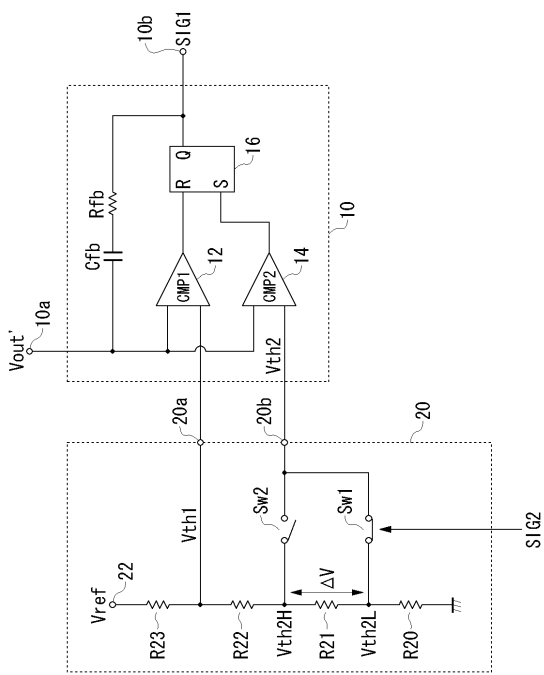 10b
SIG1
Vout'
10a
Rfb
Cfb
Q
R
S
16
CMP1
12
CMP2
14
10
Vth2
20a
20b
20
Vth1
Sw2
Sw1
SIG2
Vref
22
ΔV
R23
R22
Vth2H
R21
Vth2L
R20